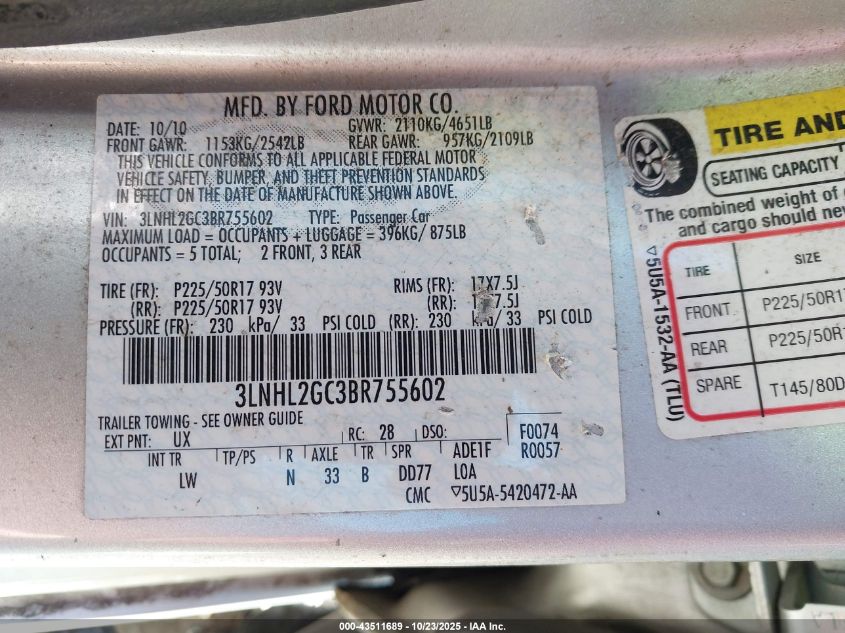 MFD. BY FORD MOTOR CO.
DATE: 10/10 GVWR: 2110KG/4651LB
FRONT GAWR: 1153KG/2542LB REAR GAWR: 957KG/2109LB
THIS VEHICLE CONFORMS TO ALL APPLICABLE FEDERAL MOTOR
VEHICLE SAFETY, BUMPER, AND THEFT PREVENTION STANDARDS
IN EFFECT ON THE DATE OF MANUFACTURE SHOWN ABOVE.
VIN: 3LNHL2GC3BR755602 TYPE: Passenger Car
MAXIMUM LOAD = OCCUPANTS + LUGGAGE = 396KG/ 875LB
OCCUPANTS = 5 TOTAL; 2 FRONT, 3 REAR
TIRE (FR): P225/50R17 93V RIMS (FR): 17X7.5J
(RR): P225/50R17 93V (RR): 17X7.5J
PRESSURE (FR): 230 kPa/ 33 PSI COLD (RR): 230 kPa/ 33 PSI COLD
3LNHL2GC3BR755602
TRAILER TOWING - SEE OWNER GUIDE
EXT PNT: UX RC: 28 DSO: F0074
R0057
INT TR TP/PS R AXLE TR SPR ADE1F
LW N 33 B DD77 LOA
CMC ▽5U5A-5420472-AA
TIRE AND
SEATING CAPACITY
The combined weight of
and cargo should nev
TIRE SIZE
FRONT P225/50R17
REAR P225/50R1
SPARE T145/80D
▽5U5A-1532-AA (TLU)
000-43511689 - 10/23/2025 - IAA Inc.